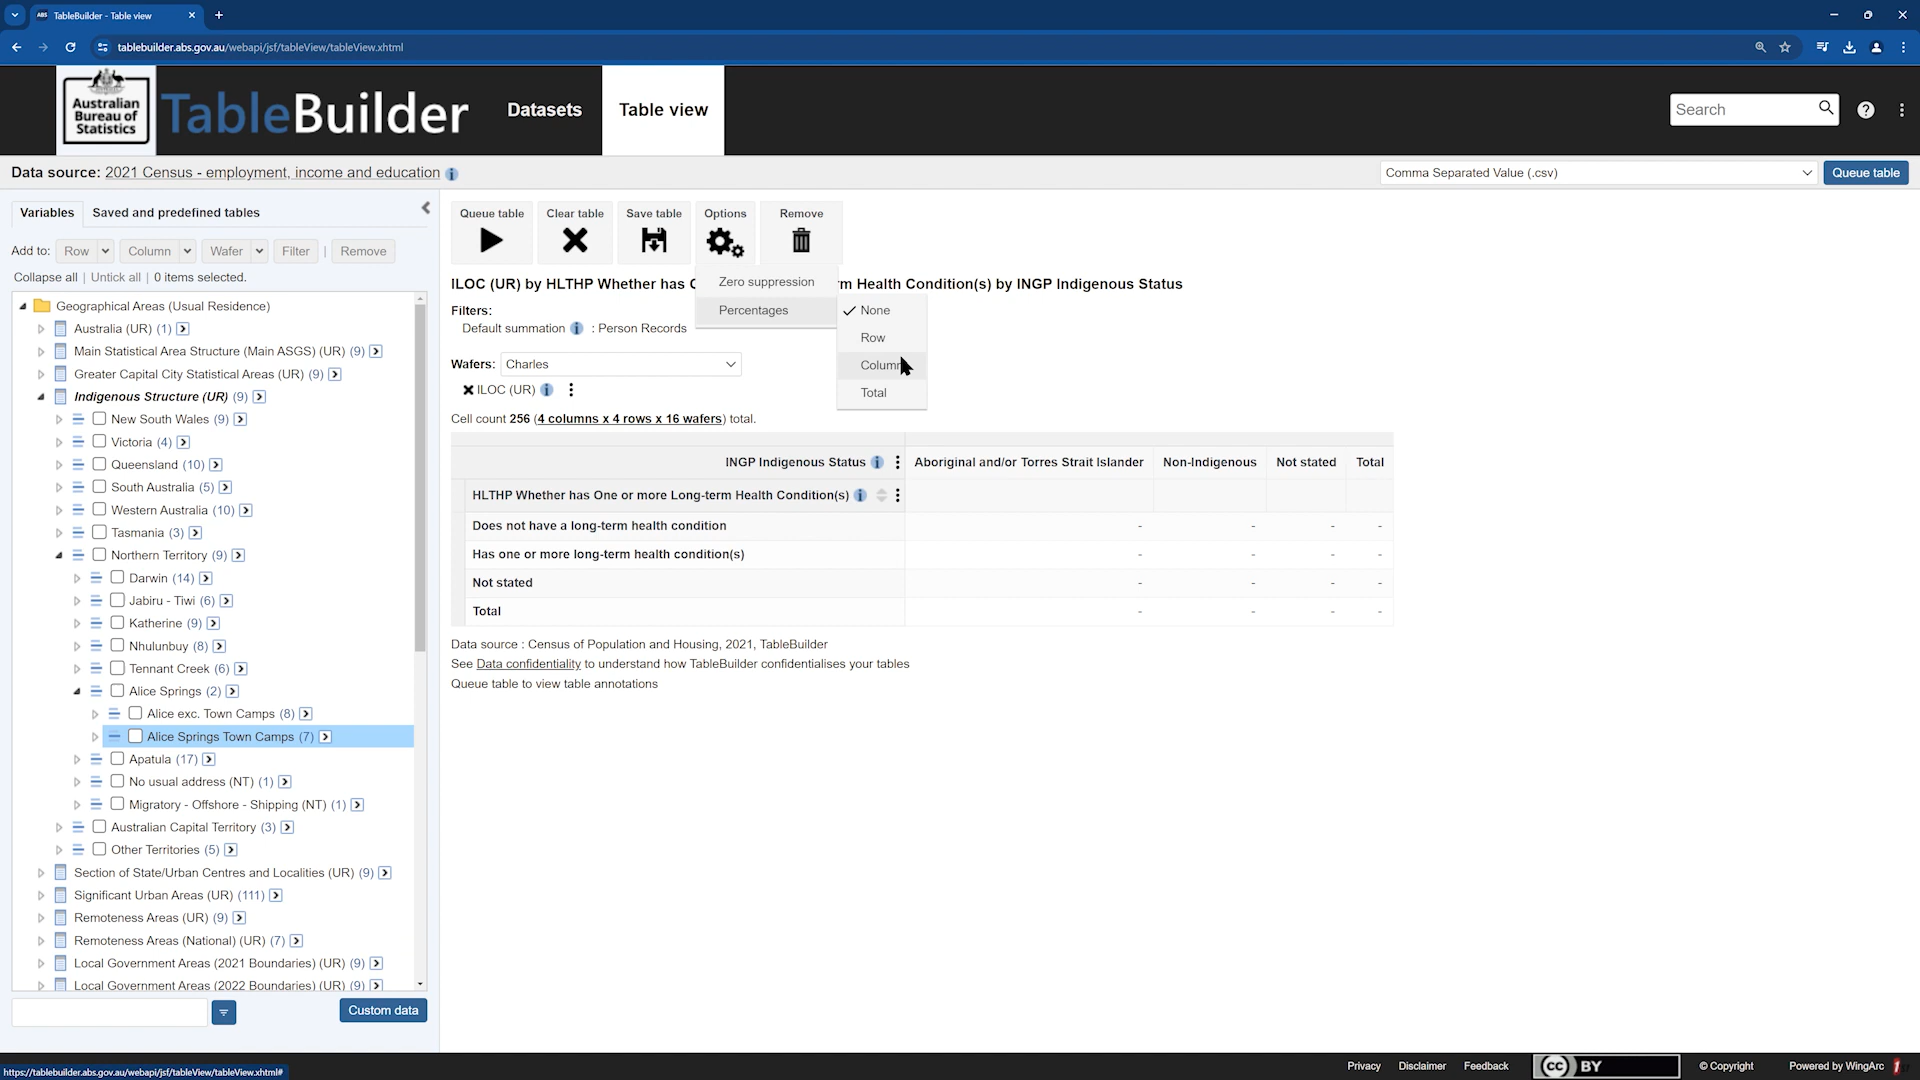 TableBuilder - Table view
tablebuilder.abs.gov.au/webapi/jsf/tableView/tableView.xhtml
Australian
Bureau of
Statistics
TableBuilder
Datasets
Table view
Search
Data source: 2021 Census - employment, income and education
Comma Separated Value (.csv)
Queue table
Variables
Saved and predefined tables
Add to: Row Column Wafer Filter | Remove
Collapse all | Untick all | 0 items selected.
Geographical Areas (Usual Residence)
Australia (UR) (1)
Main Statistical Area Structure (Main ASGS) (UR) (9)
Greater Capital City Statistical Areas (UR) (9)
Indigenous Structure (UR) (9)
New South Wales (9)
Victoria (4)
Queensland (10)
South Australia (5)
Western Australia (10)
Tasmania (3)
Northern Territory (9)
Darwin (14)
Jabiru - Tiwi (6)
Katherine (9)
Nhulunbuy (8)
Tennant Creek (6)
Alice Springs (2)
Alice exc. Town Camps (8)
Alice Springs Town Camps (7)
Apatula (17)
No usual address (NT) (1)
Migratory - Offshore - Shipping (NT) (1)
Australian Capital Territory (3)
Other Territories (5)
Section of State/Urban Centres and Localities (UR) (9)
Significant Urban Areas (UR) (111)
Remoteness Areas (UR) (9)
Remoteness Areas (National) (UR) (7)
Local Government Areas (2021 Boundaries) (UR) (9)
Local Government Areas (2022 Boundaries) (UR) (9)
Custom data
Queue table Clear table Save table Options Remove
Zero suppression
Percentages
None
Row
Column
Total
ILOC (UR) by HLTHP Whether has m Health Condition(s) by INGP Indigenous Status
Filters:
Default summation : Person Records
Wafers: Charles
ILOC (UR)
Cell count 256 (4 columns x 4 rows x 16 wafers) total.
INGP Indigenous Status Aboriginal and/or Torres Strait Islander Non-Indigenous Not stated Total
HLTHP Whether has One or more Long-term Health Condition(s)
Does not have a long-term health condition - - - -
Has one or more long-term health condition(s) - - - -
Not stated - - - -
Total - - - -
Data source : Census of Population and Housing, 2021, TableBuilder
See Data confidentiality to understand how TableBuilder confidentialises your tables
Queue table to view table annotations
https://tablebuilder.abs.gov.au/webapi/jsf/tableView/tableView.xhtml#
Privacy Disclaimer Feedback CC BY © Copyright Powered by WingArc